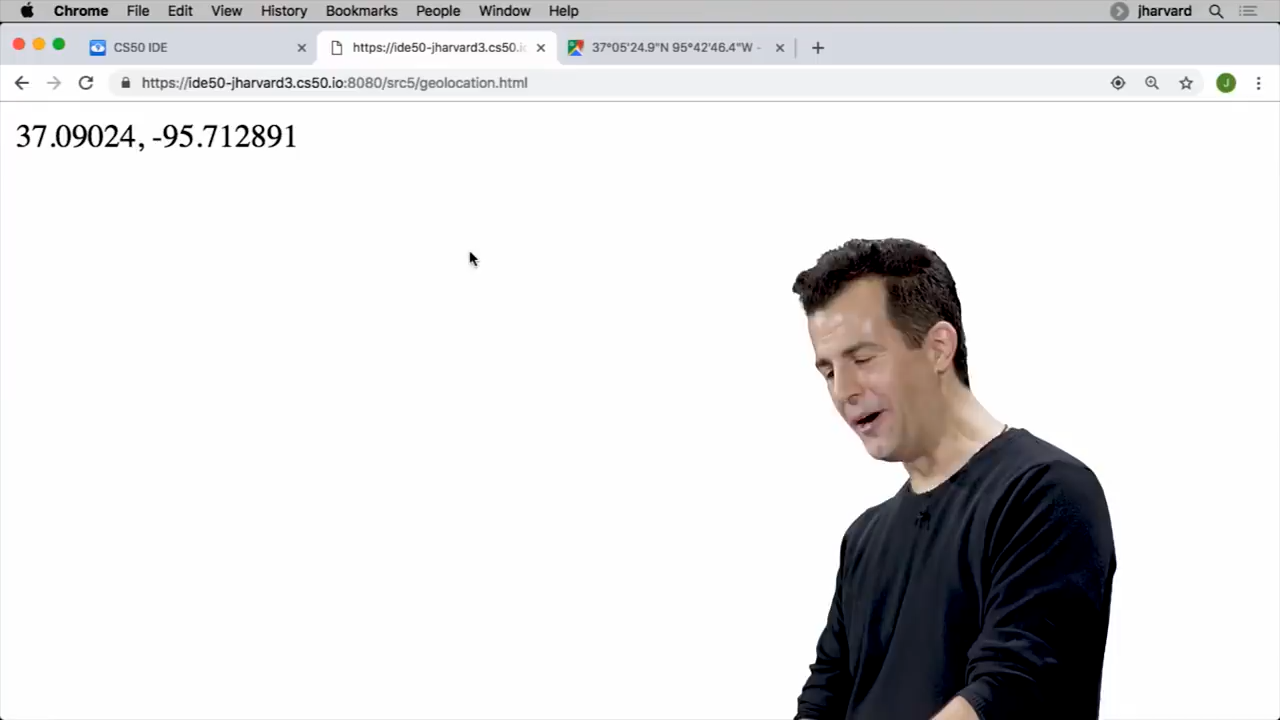 Chrome File Edit View History Bookmarks People Window Help jharvard
CS50 IDE https://ide50-jharvard3.cs50.io: 37°05'24.9"N 95°42'46.4"W -
https://ide50-jharvard3.cs50.io:8080/src5/geolocation.html J
37.09024, -95.712891